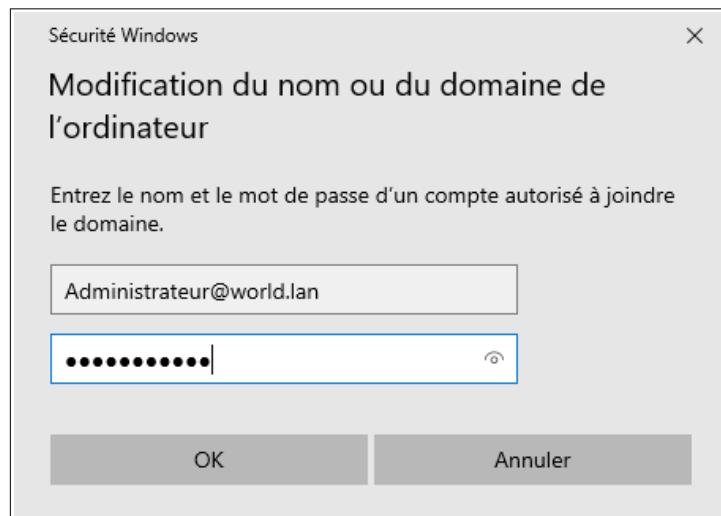 Sécurité Windows
Modification du nom ou du domaine de
l’ordinateur
Entrez le nom et le mot de passe d’un compte autorisé à joindre
le domaine.
Administrateur@world.lan
●●●●●●●●●●●
OK
Annuler